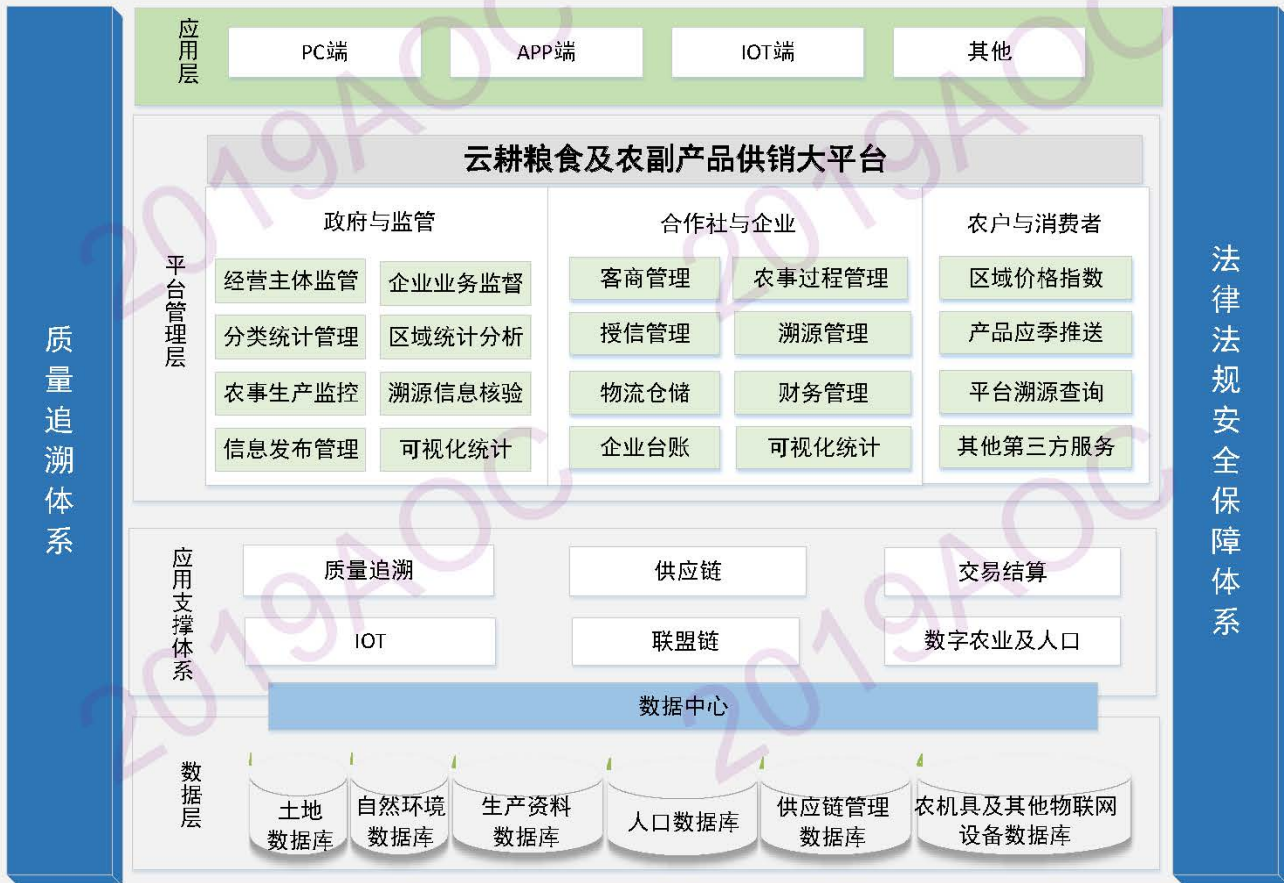 质量追溯体系
应用层
PC端
APP端
IOT端
其他
云耕粮食及农副产品供销大平台
平台管理层
政府与监管
经营主体监管
企业业务监督
分类统计管理
区域统计分析
农事生产监控
溯源信息核验
信息发布管理
可视化统计
合作社与企业
客商管理
农事过程管理
授信管理
溯源管理
物流仓储
财务管理
企业台账
可视化统计
农户与消费者
区域价格指数
产品应季推送
平台溯源查询
其他第三方服务
应用支撑体系
质量追溯
供应链
交易结算
IOT
联盟链
数字农业及人口
数据中心
数据层
土地
数据库
自然环境
数据库
生产资料
数据库
人口数据库
供应链管理
数据库
农机具及其他物联网
设备数据库
法律法规安全保障体系
2019AOC
2019AOC
2019AOC
2019AOC